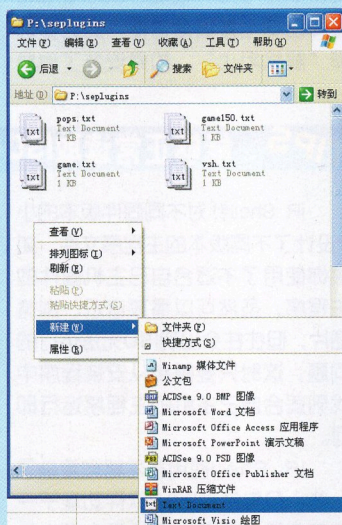 P:\seplugins
文件(F) 编辑(E) 查看(V) 收藏(A) 工具(T) 帮助(H)
后退 搜索 文件夹
地址(D) P:\seplugins 转到
pops.txt
Text Document
1 KB
game150.txt
Text Document
1 KB
game.txt
Text Document
1 KB
vsh.txt
Text Document
1 KB
txt
txt
txt
txt
查看(V)
排列图标(I)
刷新(E)
粘贴(P)
粘贴快捷方式(S)
新建(W)
属性(R)
文件夹(F)
快捷方式(S)
Winamp 媒体文件
公文包
ACDSee 9.0 BMP 图像
Microsoft Word 文档
Microsoft Office Access 应用程序
Microsoft PowerPoint 演示文稿
ACDSee 9.0 PSD 图像
Microsoft Office Publisher 文档
WinRAR 压缩文件
txt Text Document
Microsoft Visio 绘图